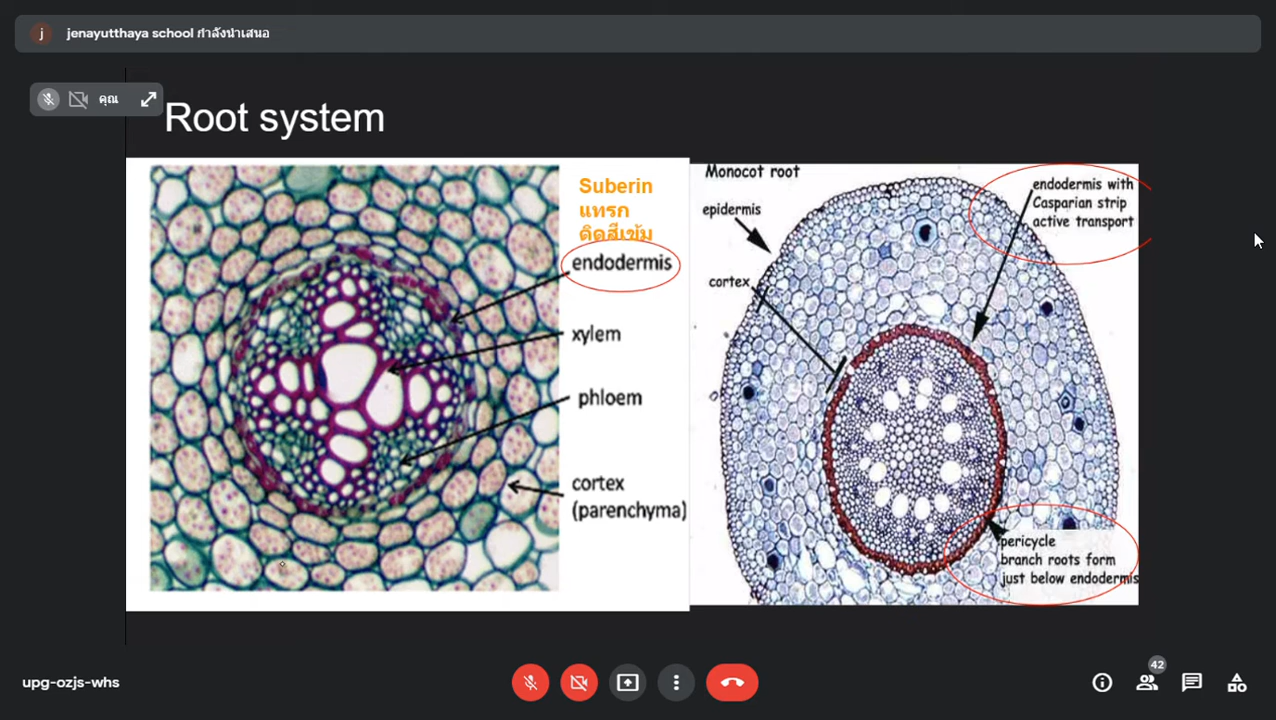 j jenayutthaya school กำลังนำเสนอ
คุณ
Root system
Suberin
แทรก
ติดสีเข้ม
endodermis
xylem
phloem
cortex
(parenchyma)
Monocot root
epidermis
cortex
endodermis with
Casparian strip
active transport
pericycle
branch roots form
just below endodermis
upg-ozjs-whs
42